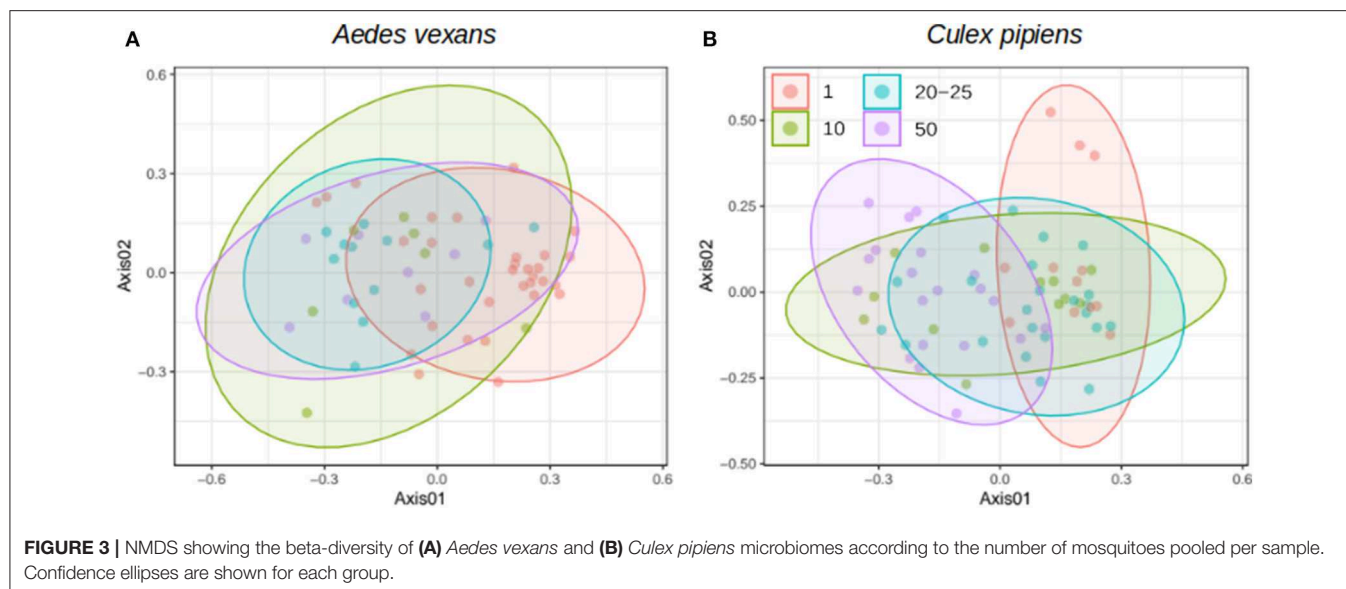 A
Aedes vexans
B
Culex pipiens
0.6
0.3
0.0
−0.3
Axis02
−0.6
−0.3
0.0
0.3
0.6
Axis01
1
20−25
10
50
0.50
0.25
0.00
−0.25
−0.50
Axis02
−0.3
0.0
0.3
0.6
Axis01
FIGURE 3 | NMDS showing the beta-diversity of (A) Aedes vexans and (B) Culex pipiens microbiomes according to the number of mosquitoes pooled per sample.
Confidence ellipses are shown for each group.